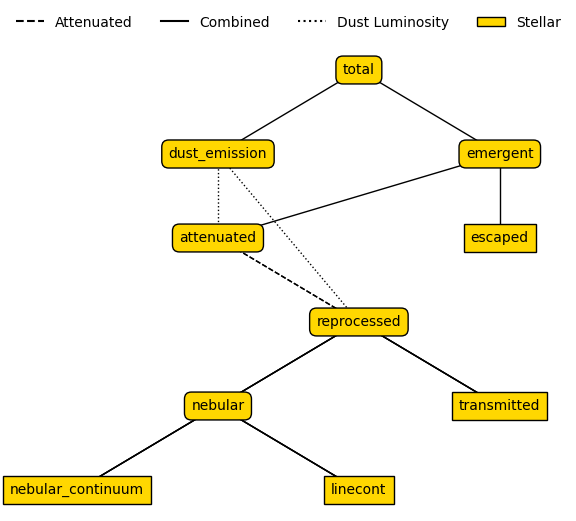 Attenuated Combined Dust Luminosity Stellar
total
dust_emission emergent
attenuated escaped
reprocessed
nebular transmitted
nebular_continuum linecont